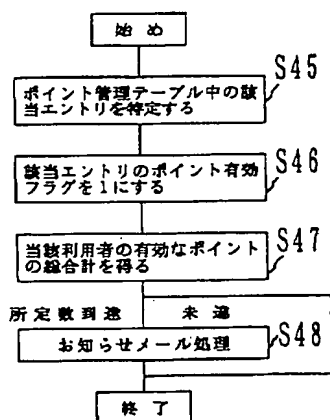 始め
S45
ポイント管理テーブル中の該
当エントリを特定する
S46
該当エントリのポイント有効
フラグを1にする
S47
当該利用者の有効なポイント
の総合計を得る
所定数到達 未達
S48
お知らせメール処理
終了